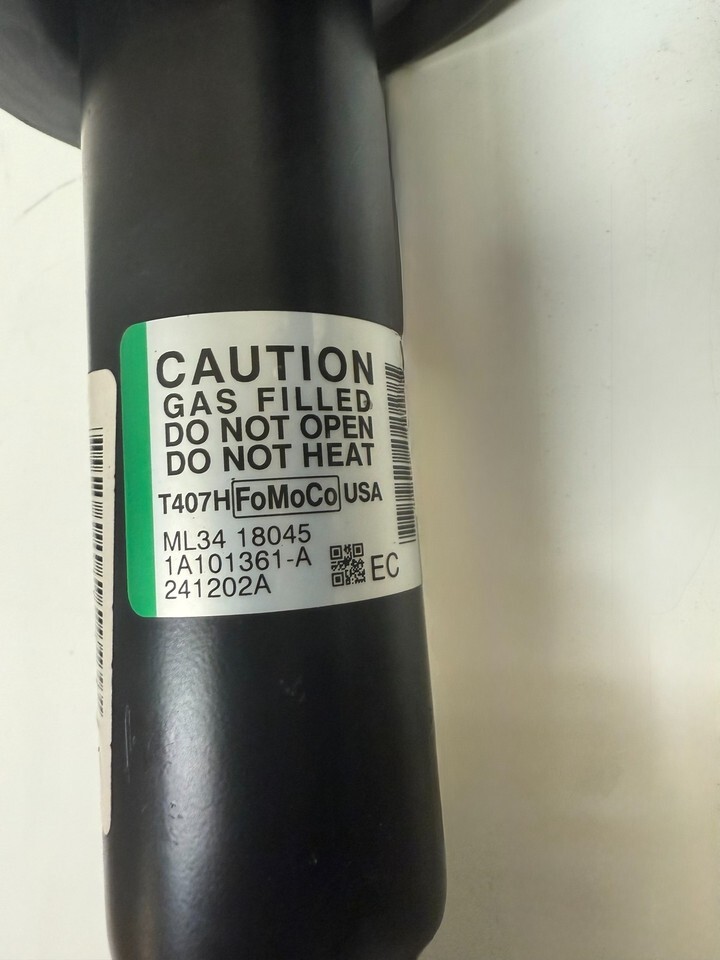 CAUTION
GAS FILLED
DO NOT OPEN
DO NOT HEAT
T407H FoMoCo USA
ML34 18045
1A101361-A
241202A
EC